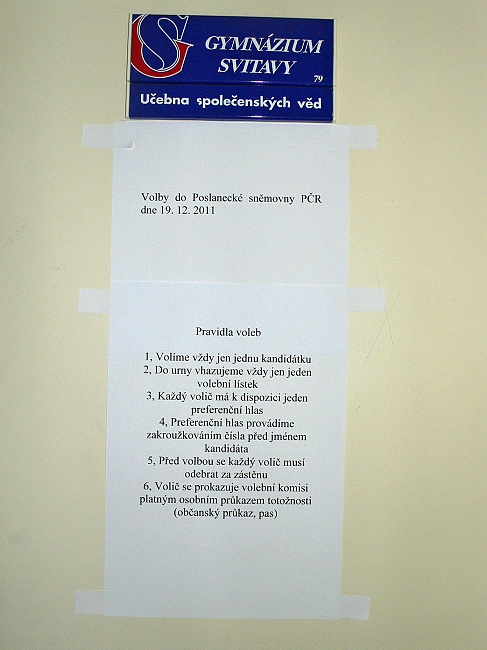 GS
GYMNÁZIUM
SVITAVY
79
Učebna společenských věd
Volby do Poslanecké sněmovny PČR
dne 19. 12. 2011
Pravidla voleb
1, Volíme vždy jen jednu kandidátku
2, Do urny vhazujeme vždy jen jeden
volební lístek
3, Každý volič má k dispozici jeden
preferenční hlas
4, Preferenční hlas provádíme
zakroužkováním čísla před jménem
kandidáta
5, Před volbou se každý volič musí
odebrat za zástěnu
6, Volič se prokazuje volební komisi
platným osobním průkazem totožnosti
(občanský průkaz, pas)